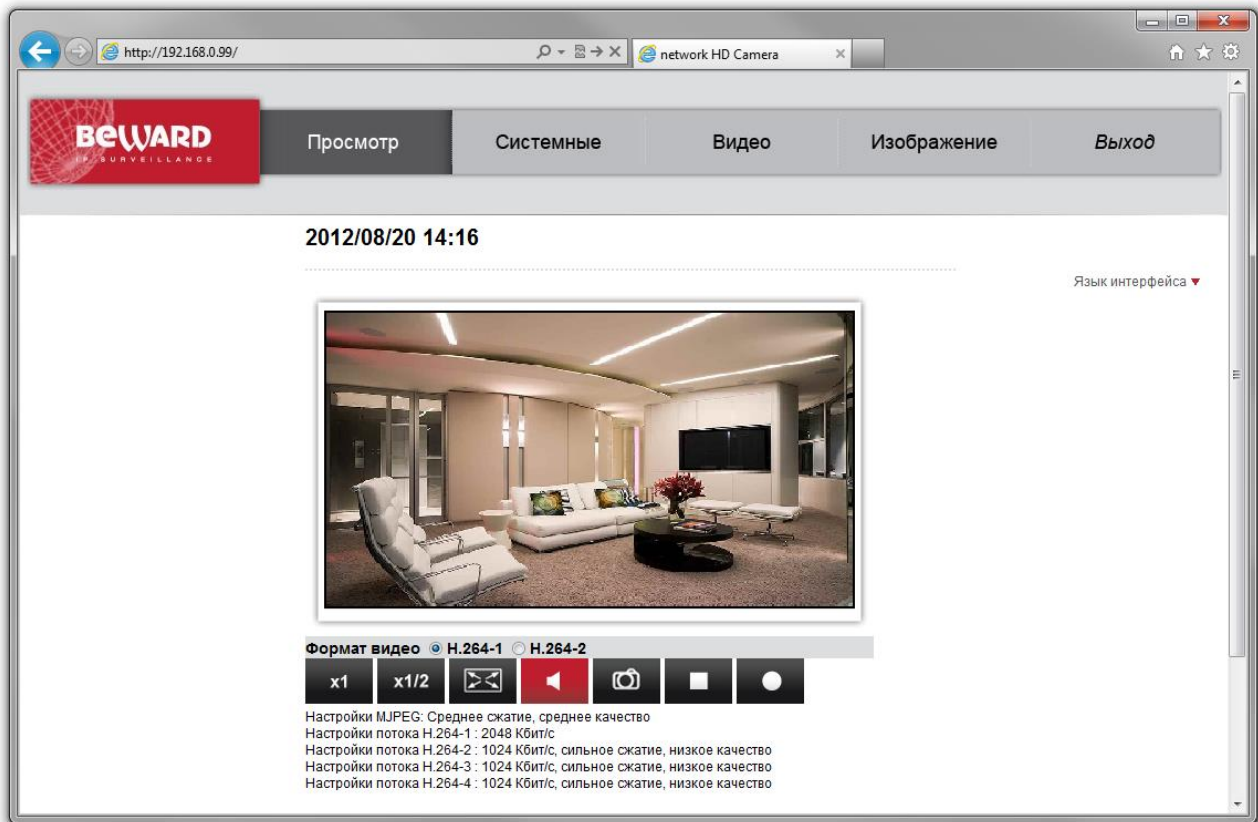 http://192.168.0.99/
network HD Camera
BEWARD
IP SURVEILLANCE
Просмотр
Системные
Видео
Изображение
Выход
2012/08/20 14:16
Язык интерфейса
Формат видео H.264-1 H.264-2
x1
x1/2
Настройки MJPEG: Среднее сжатие, среднее качество
Настройки потока H.264-1 : 2048 Кбит/с
Настройки потока H.264-2 : 1024 Кбит/с, сильное сжатие, низкое качество
Настройки потока H.264-3 : 1024 Кбит/с, сильное сжатие, низкое качество
Настройки потока H.264-4 : 1024 Кбит/с, сильное сжатие, низкое качество